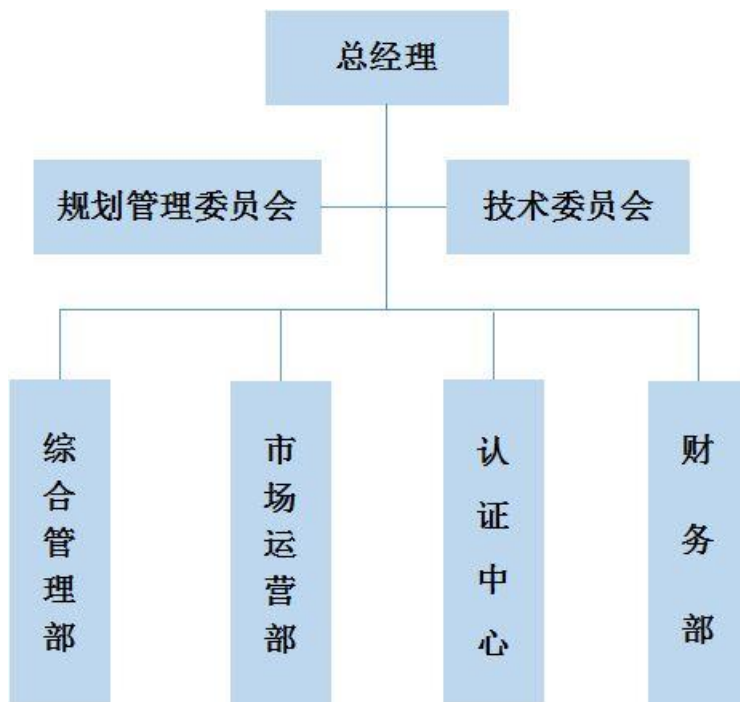 总经理
规划管理委员会
技术委员会
综合管理部
市场运营部
认证中心
财务部